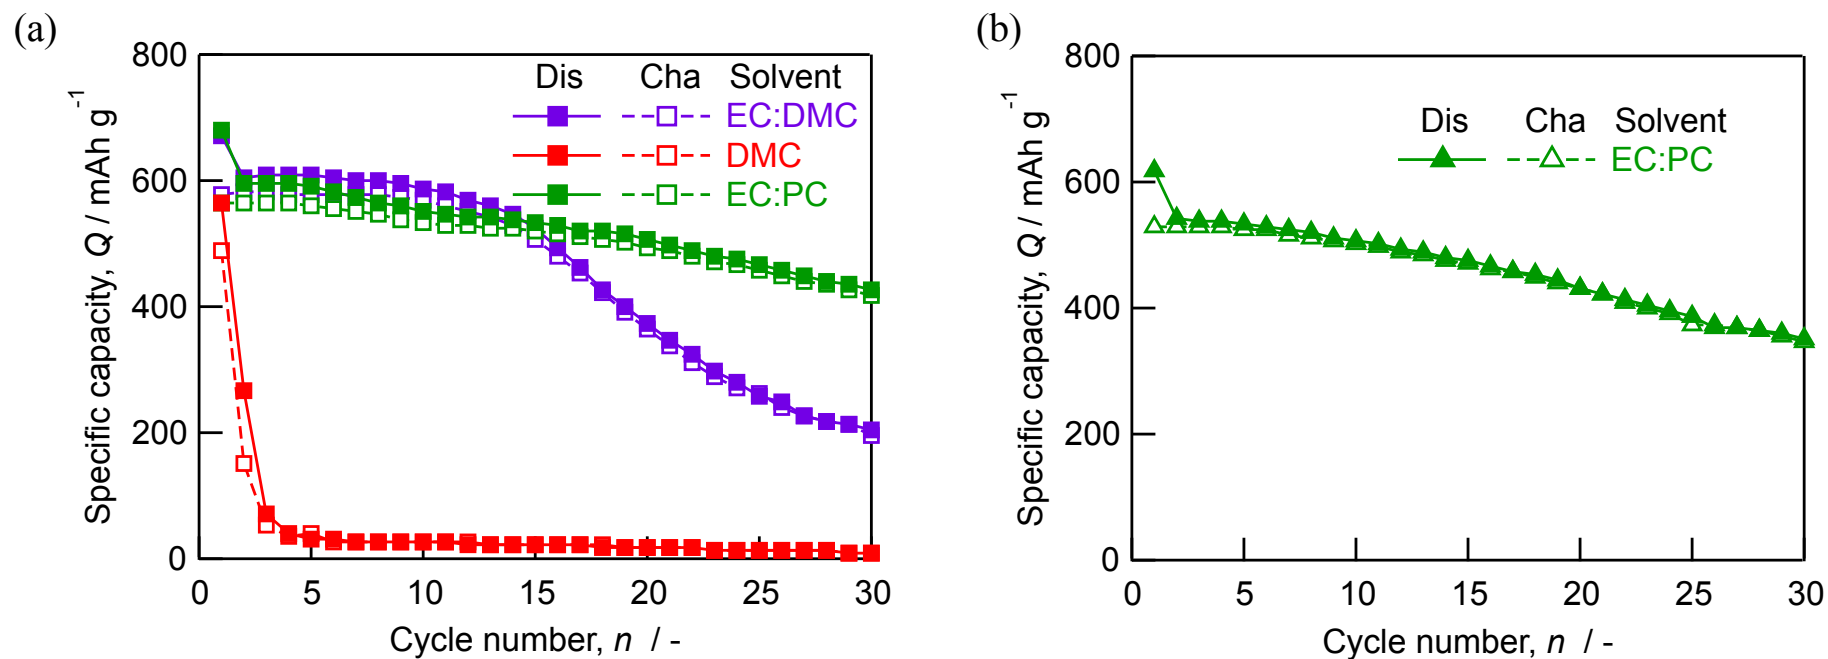 (a)
800
600
400
200
0
Specific capacity, Q / mAh g-1
Dis Cha Solvent
EC:DMC
DMC
EC:PC
0 5 10 15 20 25 30
Cycle number, n / -
(b)
800
600
400
200
0
Specific capacity, Q / mAh g-1
Dis Cha Solvent
EC:PC
0 5 10 15 20 25 30
Cycle number, n / -